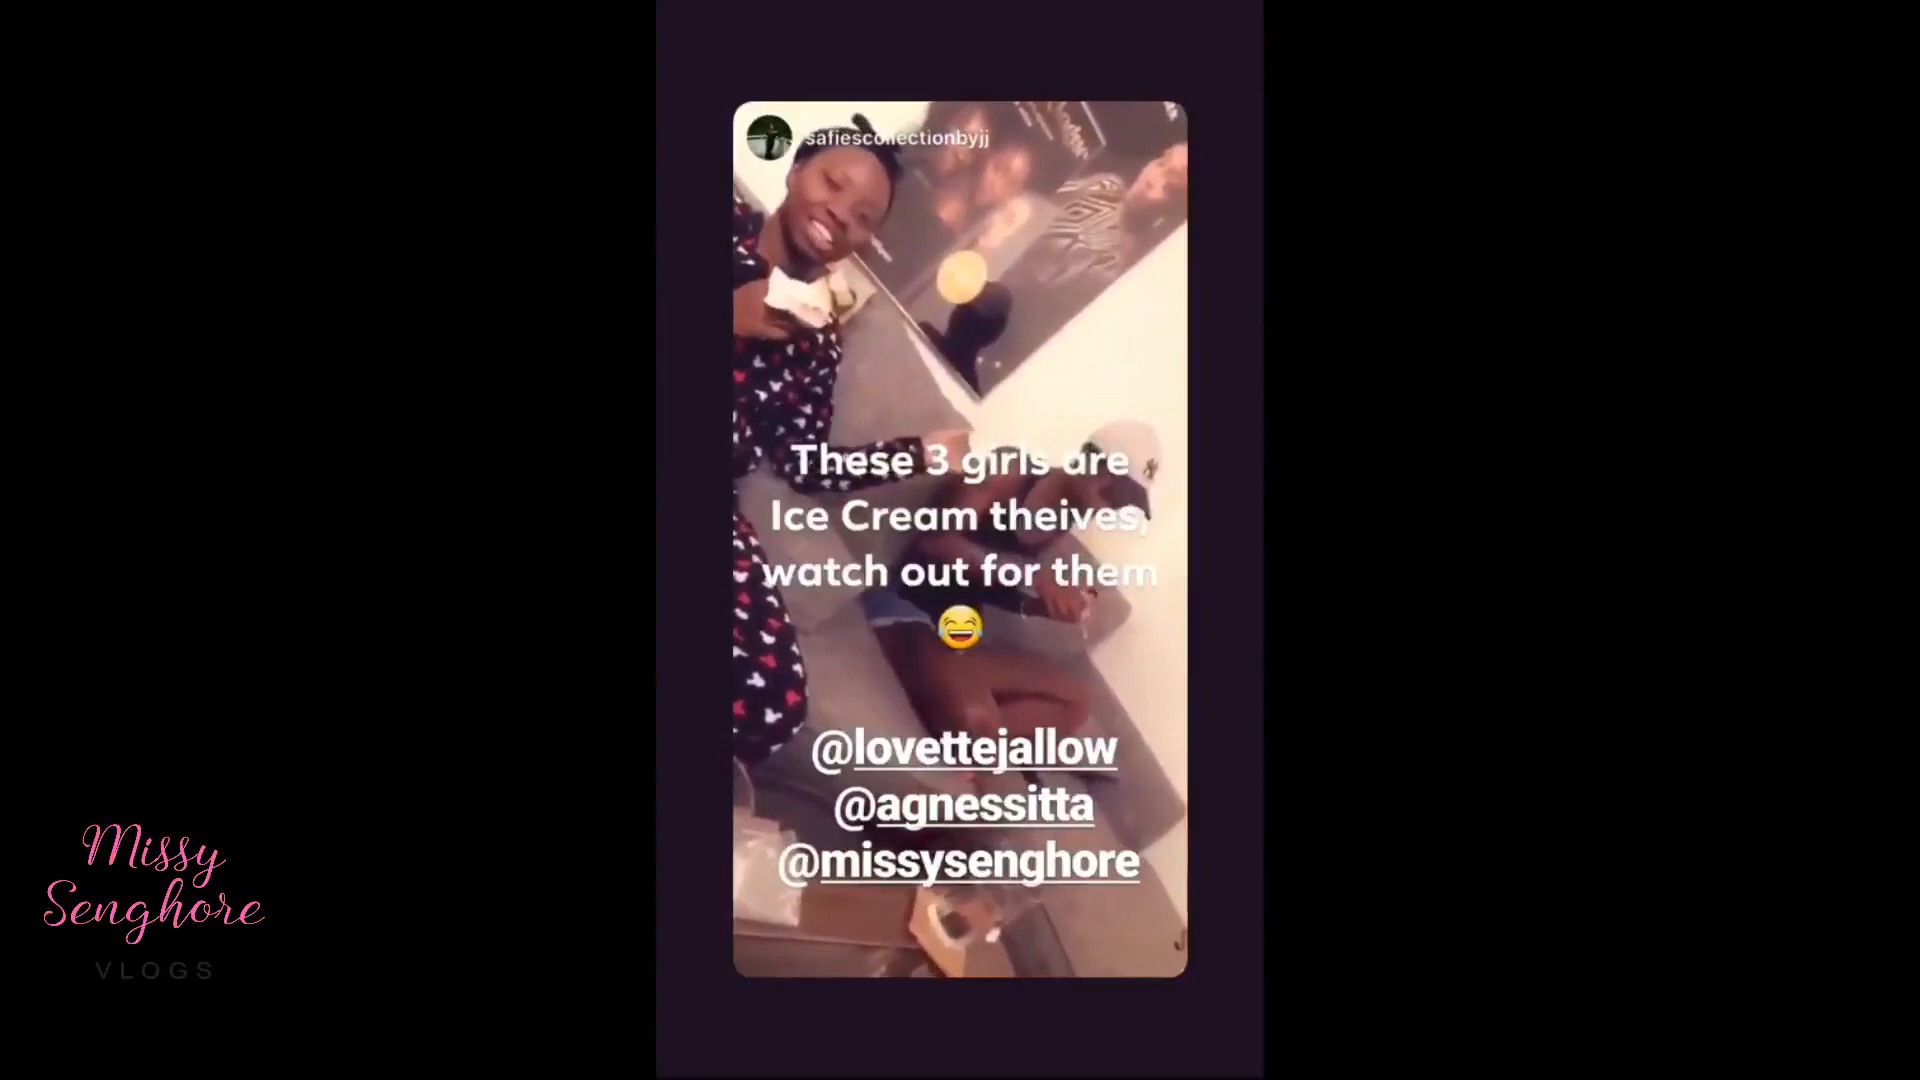 safiescollectionbyjj
These 3 girls are
Ice Cream theives,
watch out for them
😂
@lovettejallow
@agnessitta
@missysenghore
Missy
Senghore
VLOGS